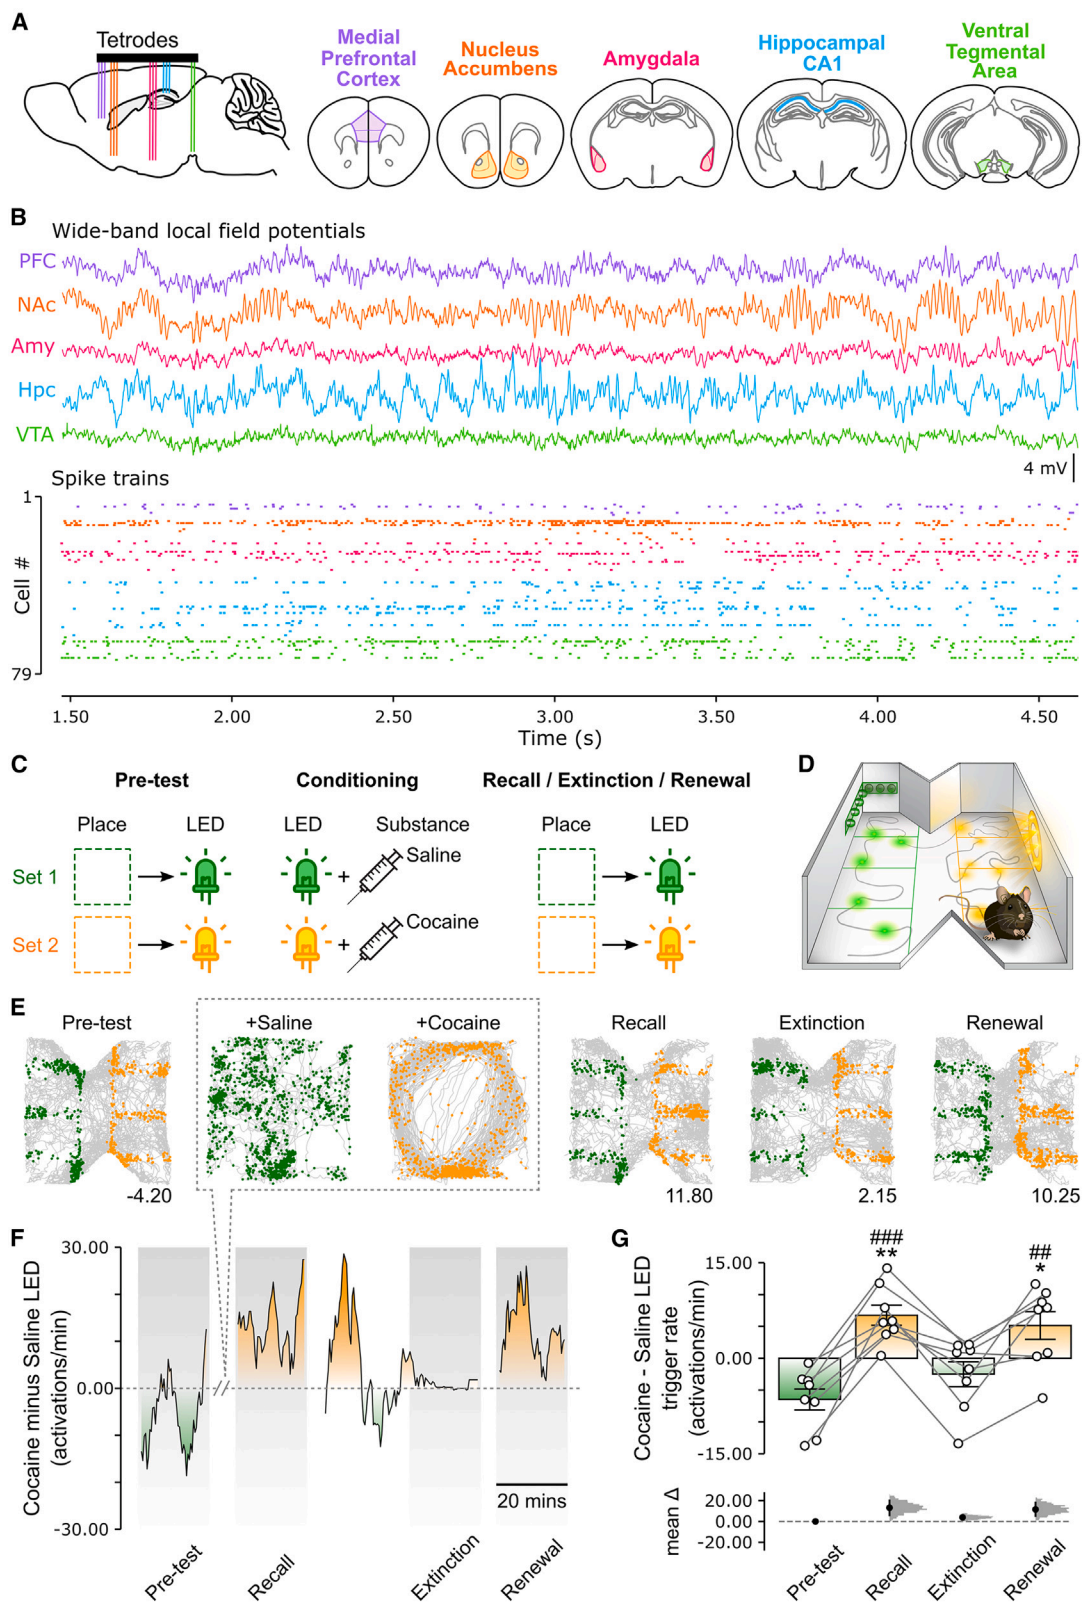 A
Tetrodes
Medial
Prefrontal
Cortex
Nucleus
Accumbens
Amygdala
Hippocampal
CA1
Ventral
Tegmental
Area
B
Wide-band local field potentials
PFC
NAc
Amy
Hpc
VTA
4 mV
Spike trains
1
Cell #
79
1.50 2.00 2.50 3.00 3.50 4.00 4.50
Time (s)
C
Pre-test Conditioning Recall / Extinction / Renewal
Place LED LED Substance Place LED
Set 1 + Saline
Set 2 + Cocaine
D
E
Pre-test +Saline +Cocaine Recall Extinction Renewal
-4.20 11.80 2.15 10.25
F
Cocaine minus Saline LED
(activations/min)
30.00
0.00
-30.00
20 mins
Pre-test Recall Extinction Renewal
G
Cocaine - Saline LED
trigger rate
(activations/min)
15.00
0.00
-15.00
###
**
##
*
mean Δ
20.00
0.00
-20.00
Pre-test Recall Extinction Renewal